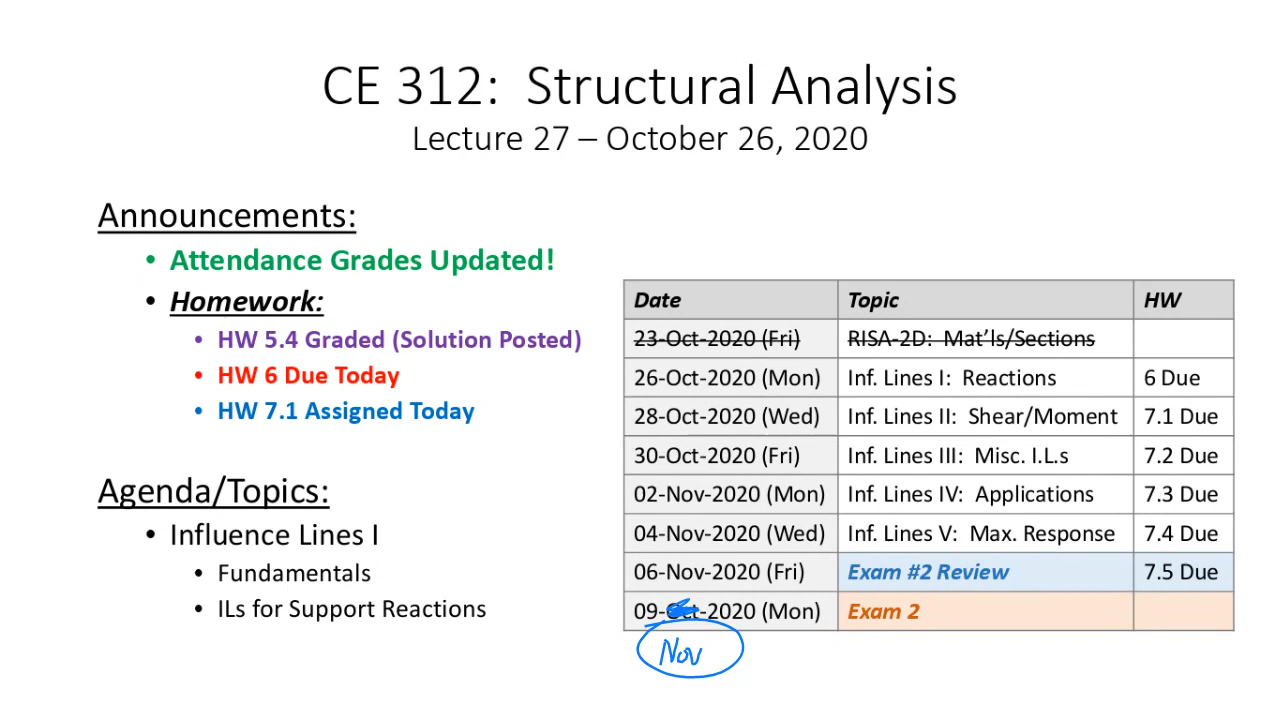 CE 312: Structural Analysis
Lecture 27 – October 26, 2020
Announcements:
• Attendance Grades Updated!
• Homework:
• HW 5.4 Graded (Solution Posted)
• HW 6 Due Today
• HW 7.1 Assigned Today
Agenda/Topics:
• Influence Lines I
• Fundamentals
• ILs for Support Reactions
Date Topic HW
23-Oct-2020 (Fri) RISA-2D: Mat’ls/Sections
26-Oct-2020 (Mon) Inf. Lines I: Reactions 6 Due
28-Oct-2020 (Wed) Inf. Lines II: Shear/Moment 7.1 Due
30-Oct-2020 (Fri) Inf. Lines III: Misc. I.L.s 7.2 Due
02-Nov-2020 (Mon) Inf. Lines IV: Applications 7.3 Due
04-Nov-2020 (Wed) Inf. Lines V: Max. Response 7.4 Due
06-Nov-2020 (Fri) Exam #2 Review 7.5 Due
09-Oct-2020 (Mon) Exam 2
Nov